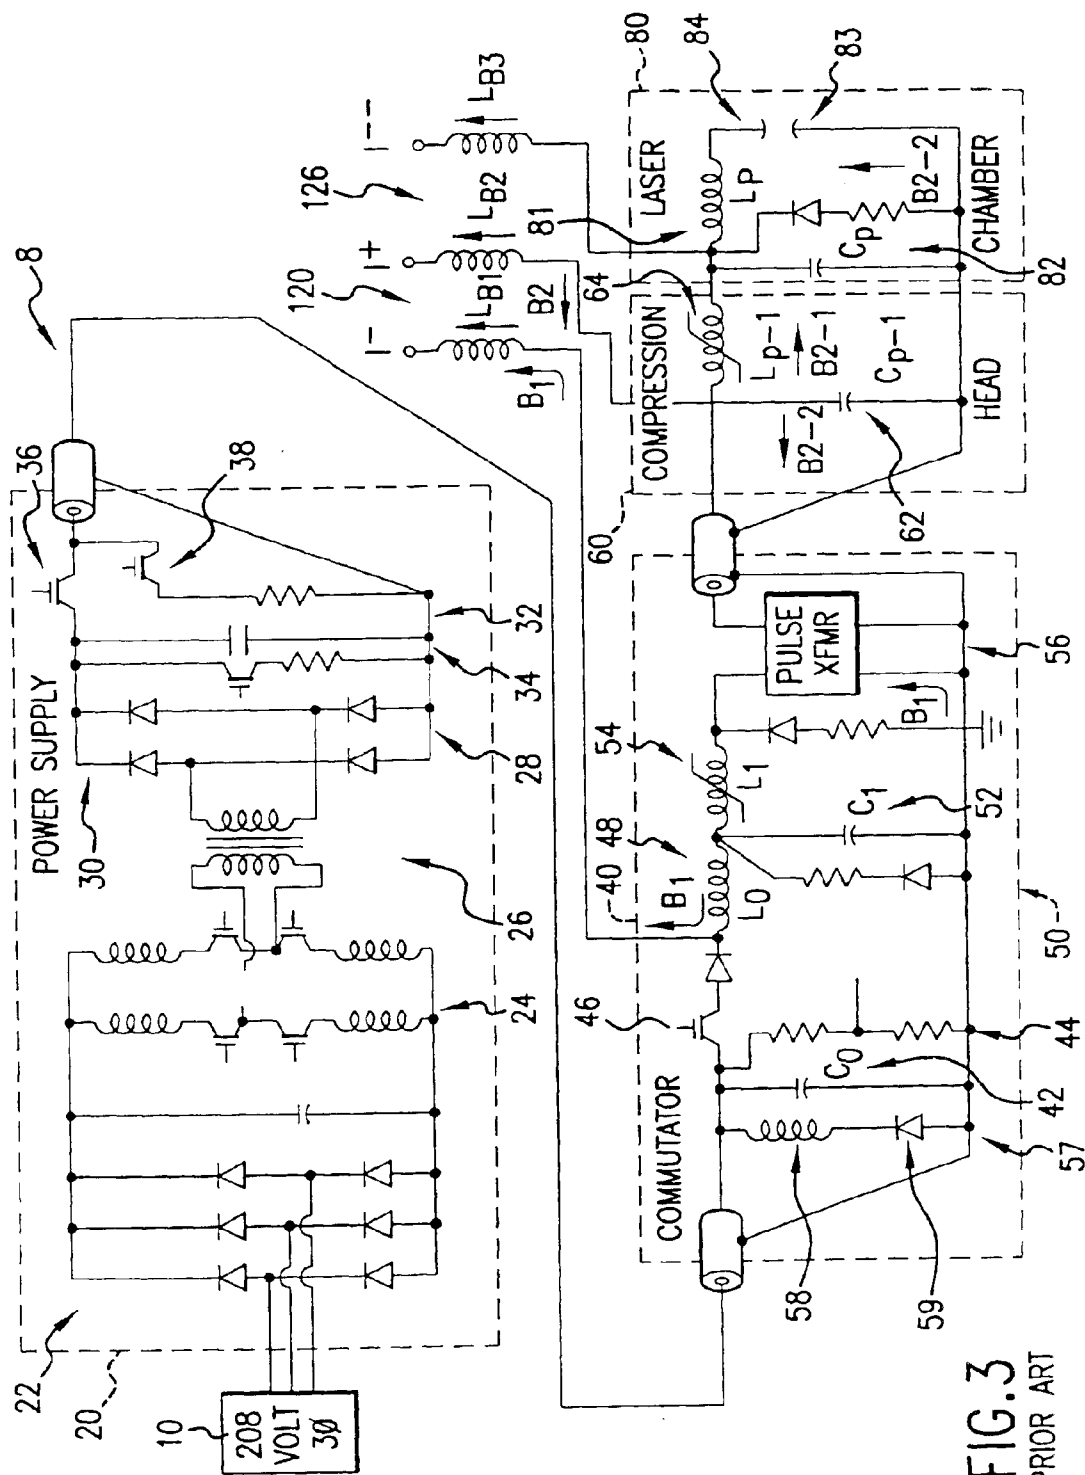 8
36
POWER SUPPLY
30
38
32
34
28
26
24
22
20
10
208
VOLT
3Ø
I--
126
LB3
I+
120
LB2
I-
LB1
B2
B1
80
84
83
LASER
81
LP
B2-2
CP
CHAMBER
82
64
COMPRESSION
LP-1
B2-1
CP-1
B2-2
HEAD
62
60
PULSE
XFMR
56
B1
54
L1
C1
52
48
40
B1
L0
50
46
COMMUTATOR
44
C0
42
57
58
59
FIG.3
PRIOR ART